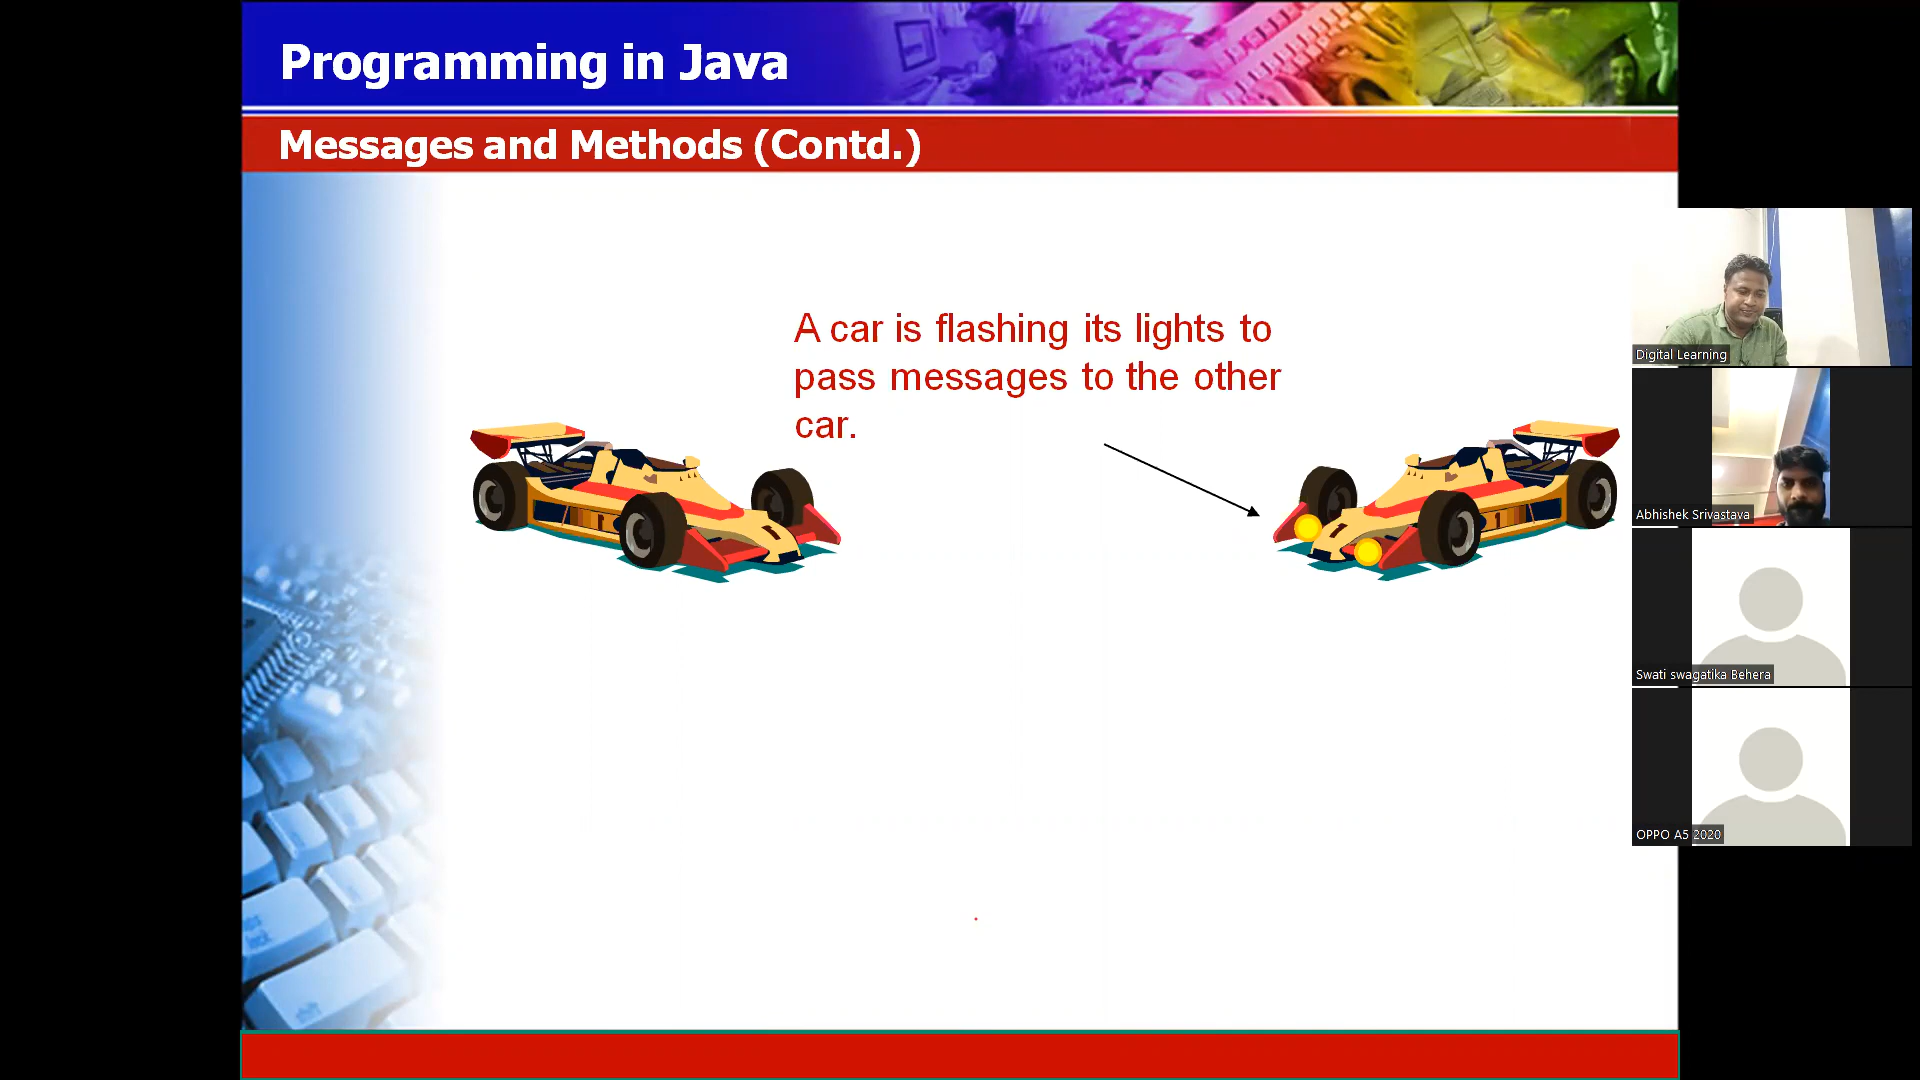 Programming in Java
Messages and Methods (Contd.)
A car is flashing its lights to
pass messages to the other
car.
Digital Learning
Abhishek Srivastava
Swati swagatika Behera
OPPO A5 2020